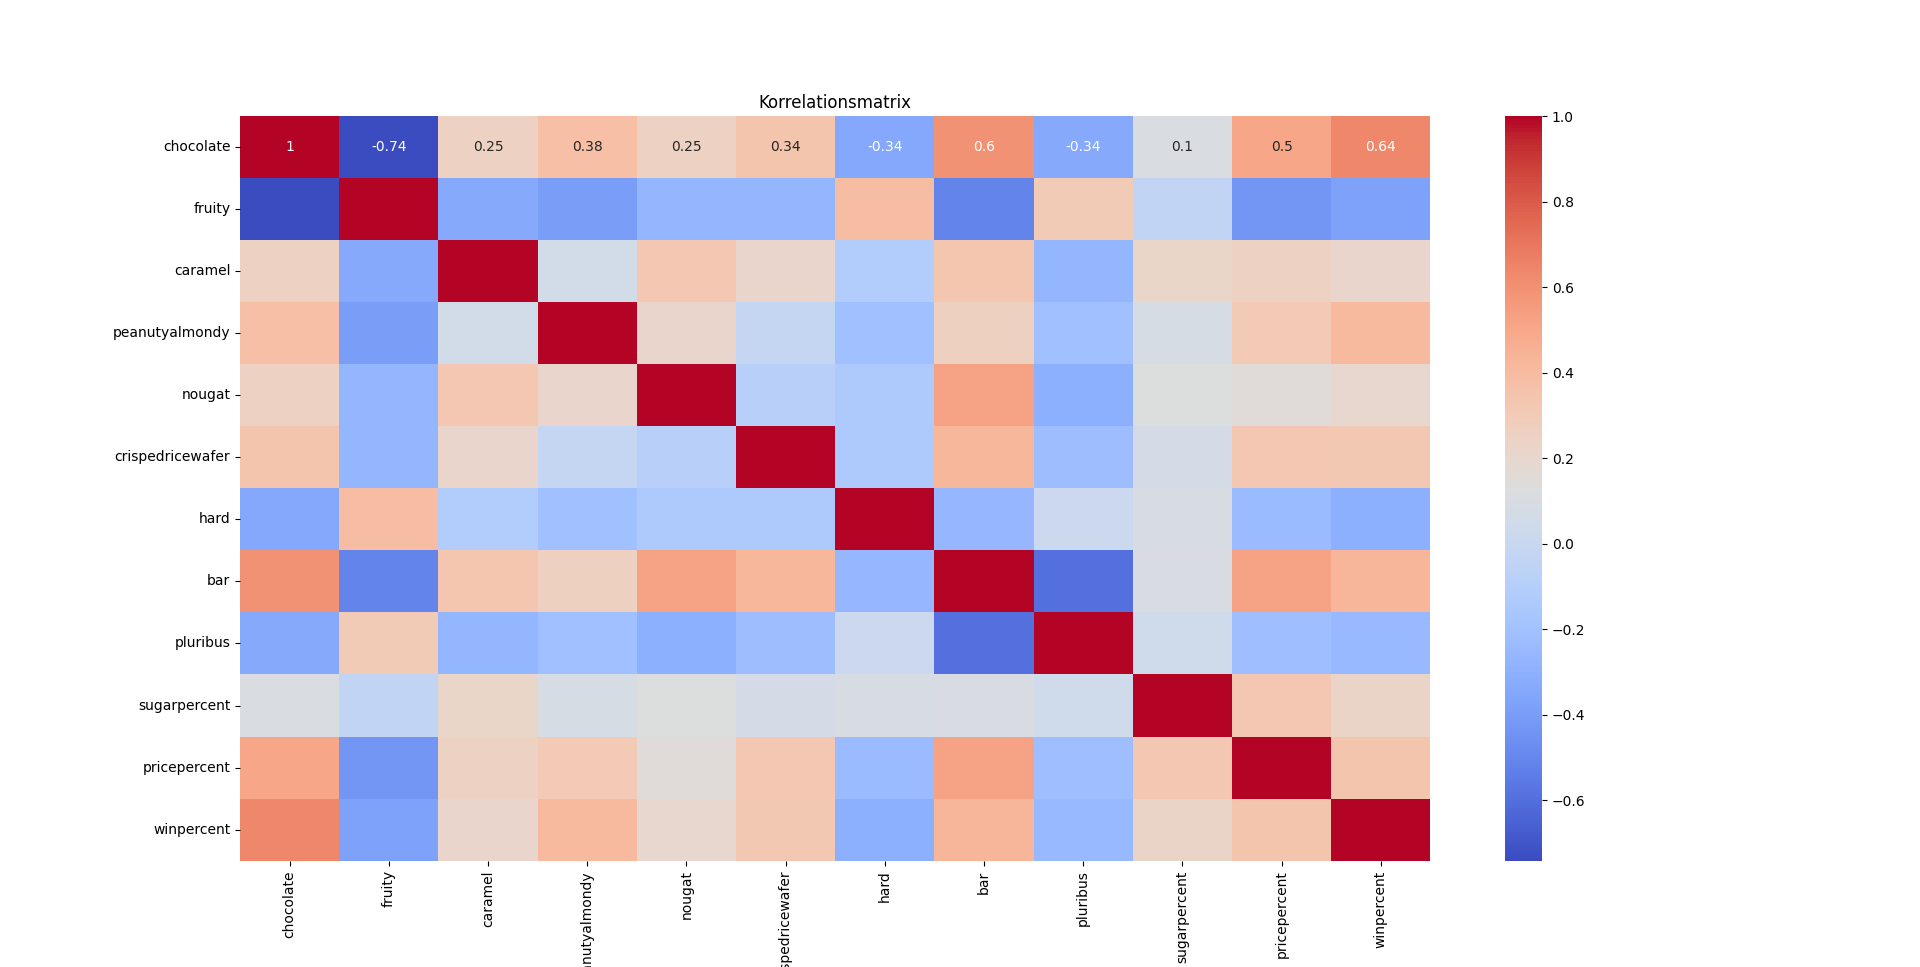 Korrelationsmatrix
chocolate 1 -0.74 0.25 0.38 0.25 0.34 -0.34 0.6 -0.34 0.1 0.5 0.64
fruity
caramel
peanutyalmondy
nougat
crispedricewafer
hard
bar
pluribus
sugarpercent
pricepercent
winpercent
chocolate
fruity
caramel
nutyalmondy
nougat
spedricewafer
hard
bar
pluribus
sugarpercent
pricepercent
winpercent
1.0
0.8
0.6
0.4
0.2
0.0
−0.2
−0.4
−0.6